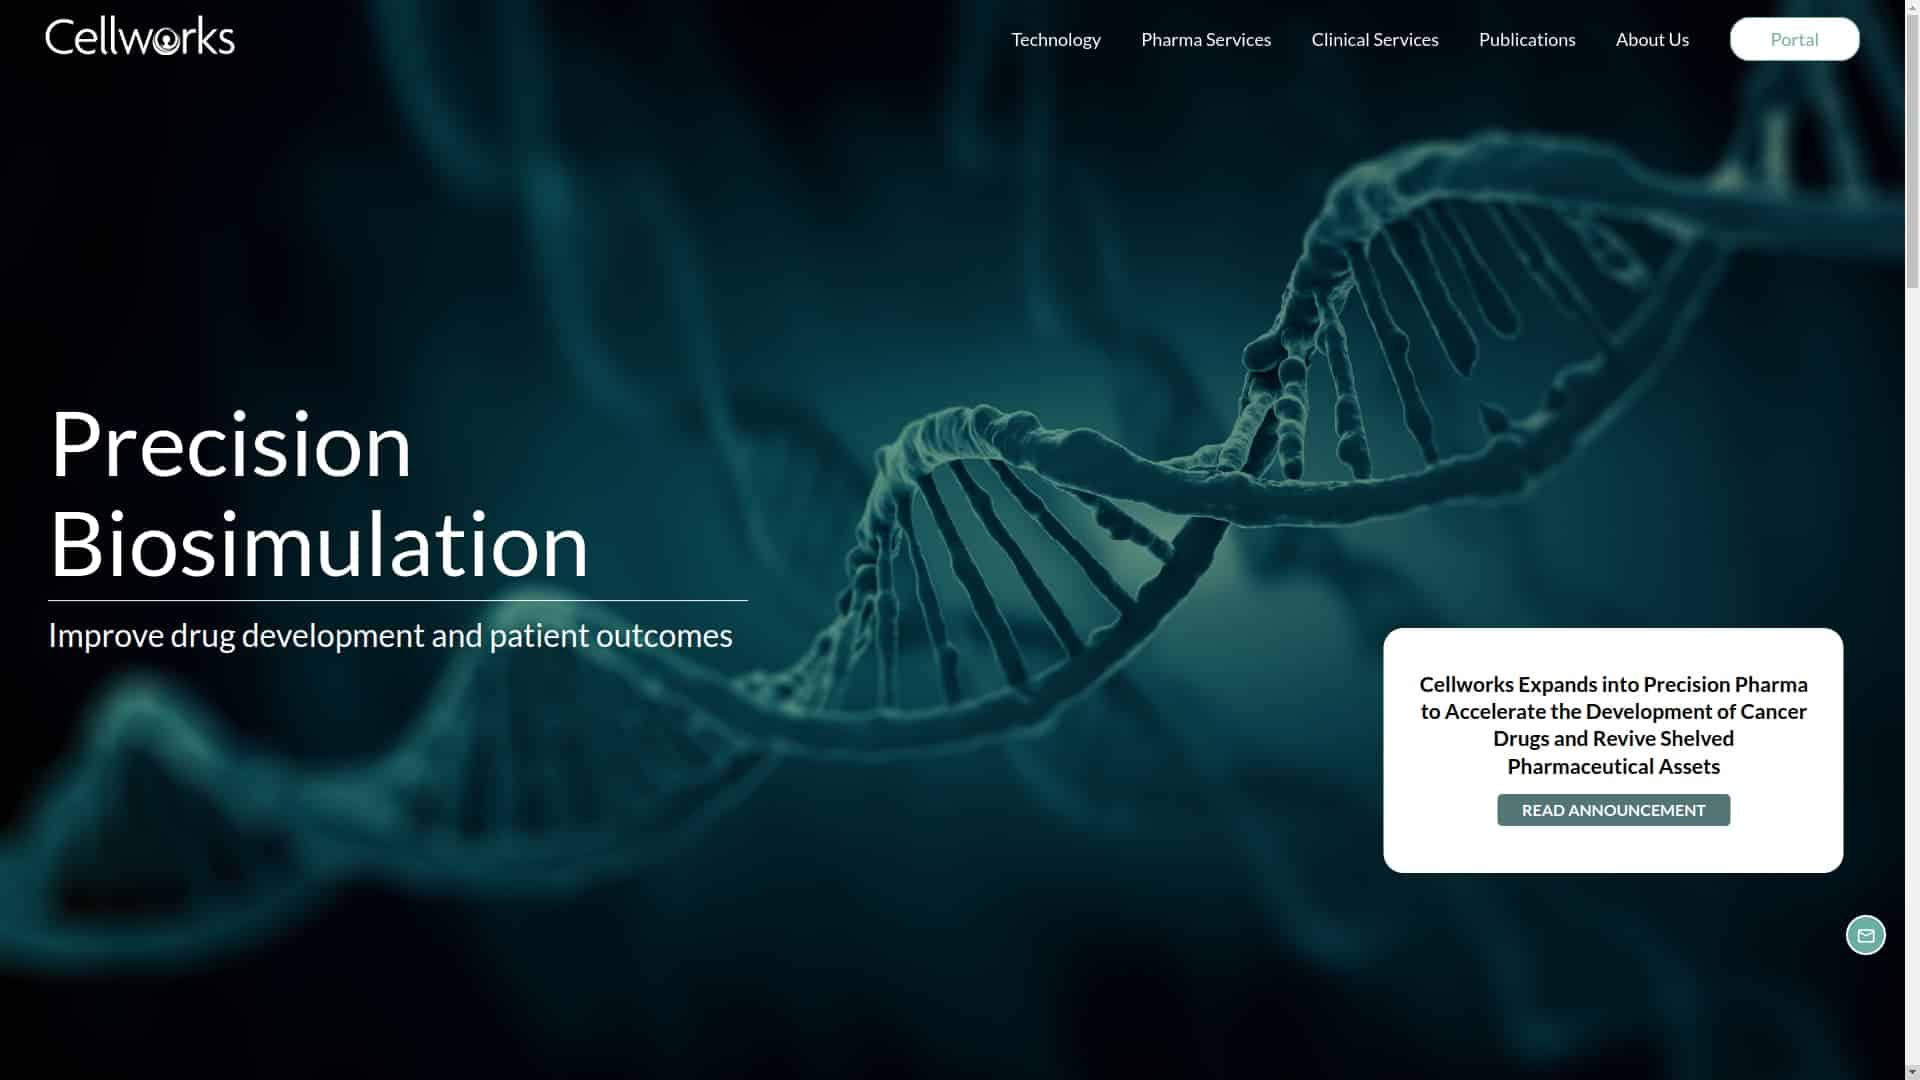 Cellworks
Technology
Pharma Services
Clinical Services
Publications
About Us
Portal
Precision
Biosimulation
Improve drug development and patient outcomes
Cellworks Expands into Precision Pharma
to Accelerate the Development of Cancer
Drugs and Revive Shelved
Pharmaceutical Assets
READ ANNOUNCEMENT